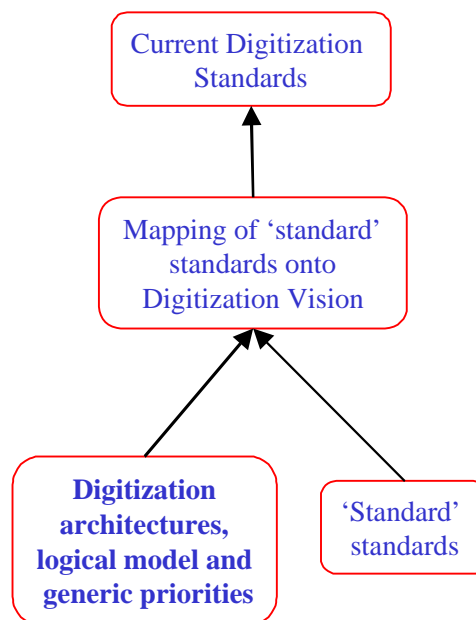 Current Digitization
Standards
Mapping of ‘standard’
standards onto
Digitization Vision
Digitization
architectures,
logical model and
generic priorities
‘Standard’
standards